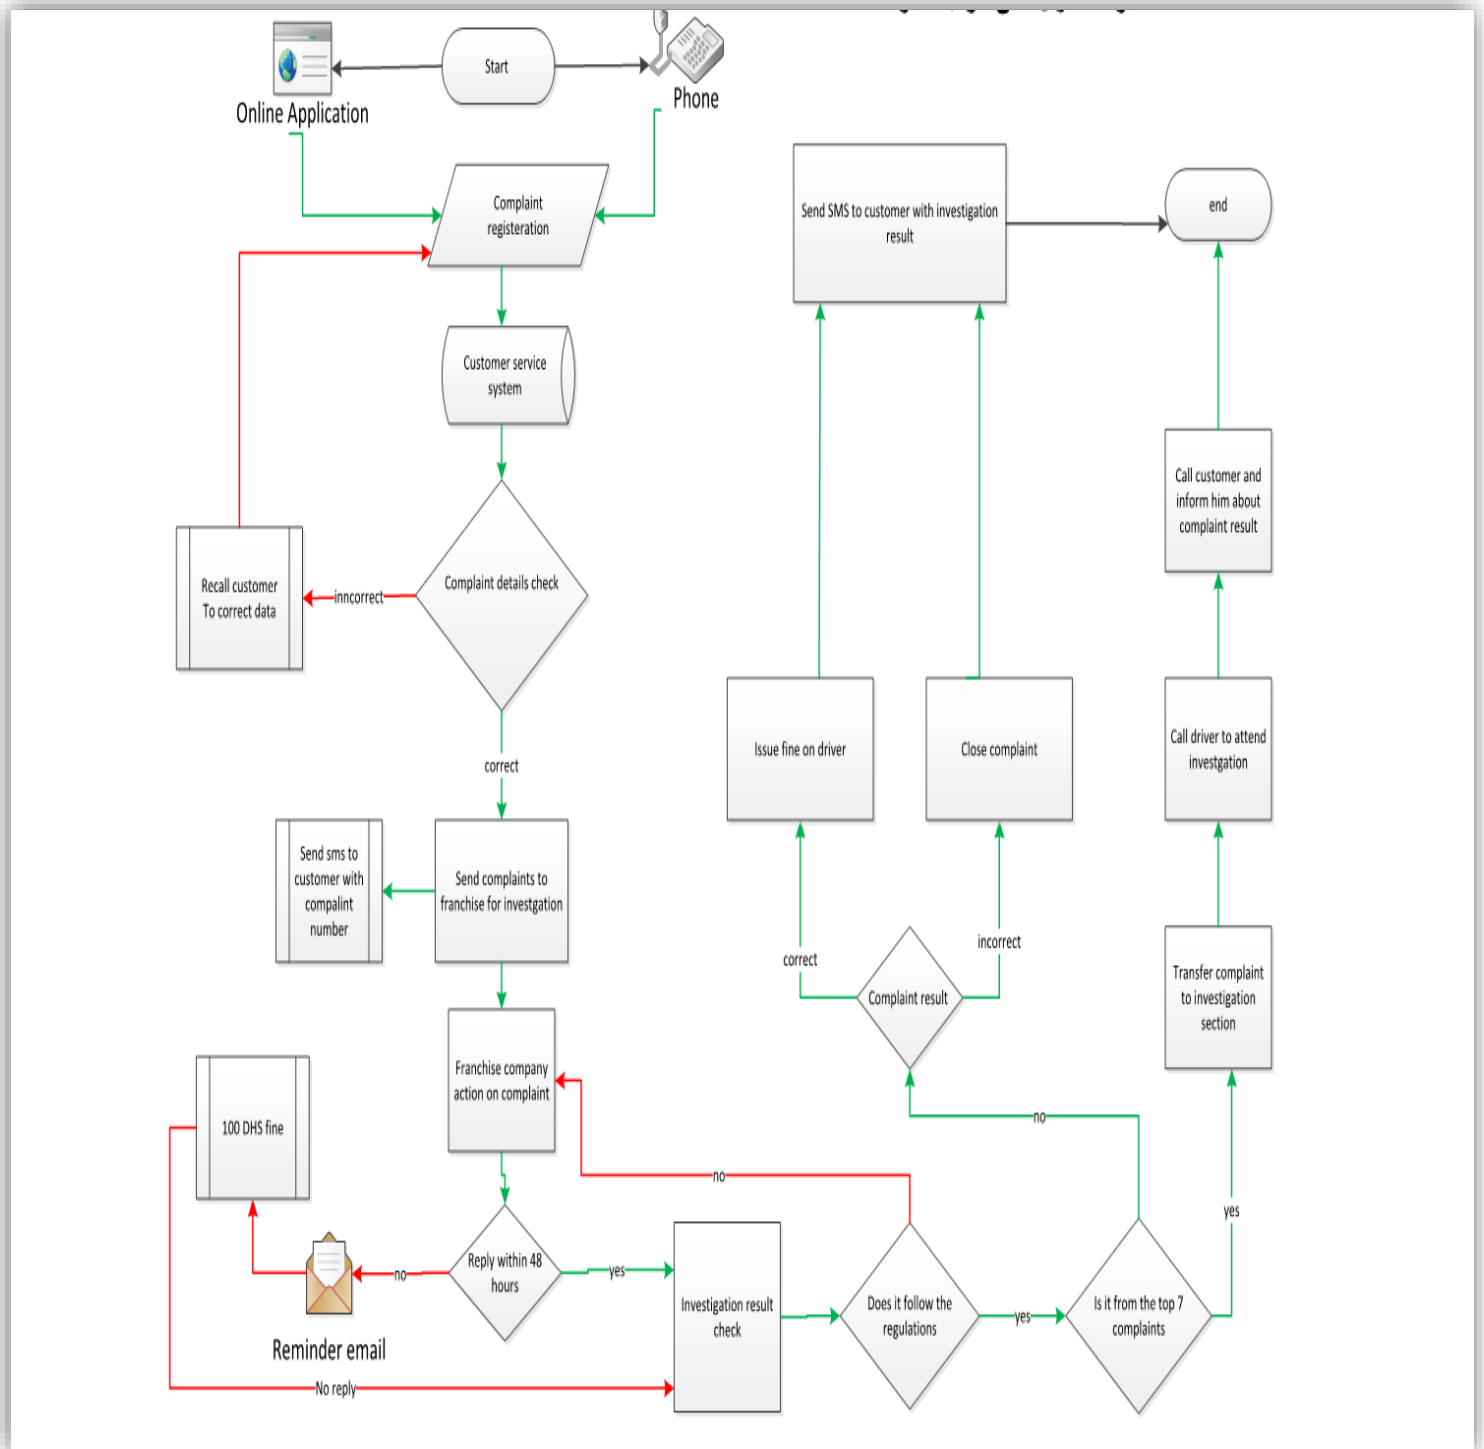 Start
Online Application
Phone
Complaint
registeration
Customer service
system
Complaint details check
inncorrect
Recall customer
To correct data
correct
Send complaints to
franchise for investgation
Send sms to
customer with
compalint
number
Franchise company
action on complaint
Reply within 48
hours
no
Reminder email
100 DHS fine
No reply
yes
Investigation result
check
Does it follow the
regulations
no
yes
Is it from the top 7
complaints
no
yes
Complaint result
correct
incorrect
Issue fine on driver
Close complaint
Send SMS to customer with investigation
result
Transfer complaint
to investigation
section
Call driver to attend
investgation
Call customer and
inform him about
complaint result
end